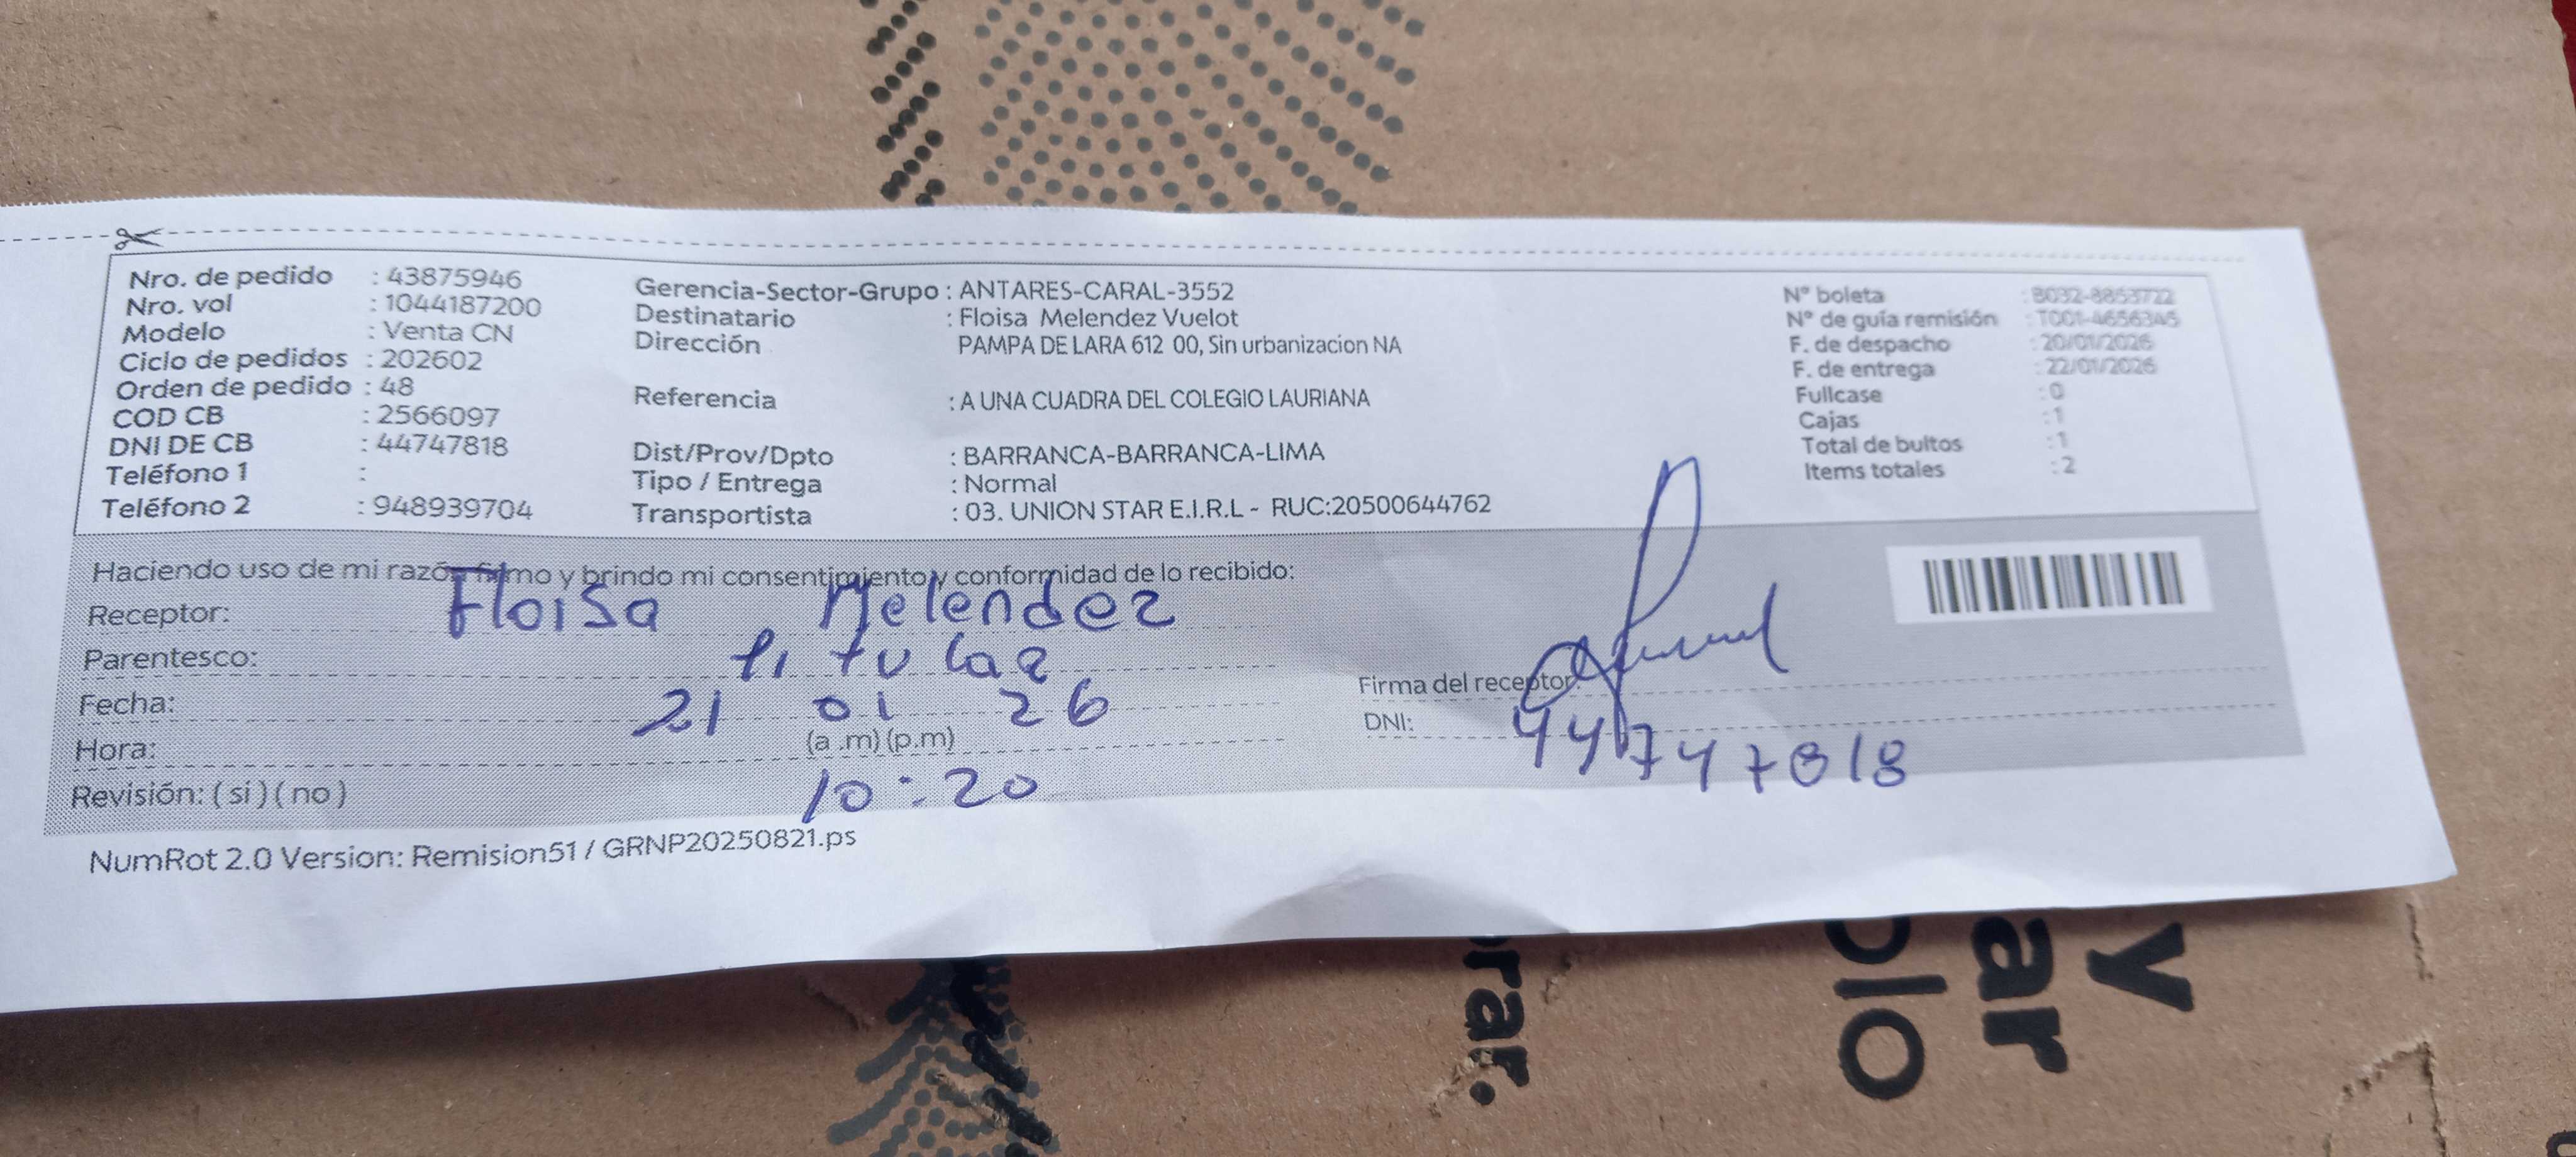 Nro. de pedido : 43875946
Nro. vol : 1044187200
Modelo : Venta CN
Ciclo de pedidos : 202602
Orden de pedido : 48
COD CB : 2566097
DNI DE CB : 44747818
Teléfono 1 :
Teléfono 2 : 948939704
Gerencia-Sector-Grupo : ANTARES-CARAL-3552
Destinatario : Floisa Melendez Vuelot
Dirección PAMPA DE LARA 612 00, Sin urbanizacion NA
Referencia : A UNA CUADRA DEL COLEGIO LAURIANA
Dist/Prov/Dpto : BARRANCA-BARRANCA-LIMA
Tipo / Entrega : Normal
Transportista : 03. UNION STAR E.I.R.L - RUC:20500644762
N° boleta : B032-8853722
N° de guía remisión : T001-4656345
F. de despacho : 20/01/2026
F. de entrega : 22/01/2026
Fullcase : 0
Cajas : 1
Total de bultos : 1
Items totales : 2
Haciendo uso de mi razón firmo y brindo mi consentimiento y conformidad de lo recibido:
Receptor: Floisa Melendez
Parentesco: titular
Fecha: 21 01 26
Hora: (a .m) (p.m)
10:20
Revisión: ( si ) ( no )
Firma del receptor:
DNI: 44747818
NumRot 2.0 Version: Remision51 / GRNP20250821.ps
orar.
olo
ar
y